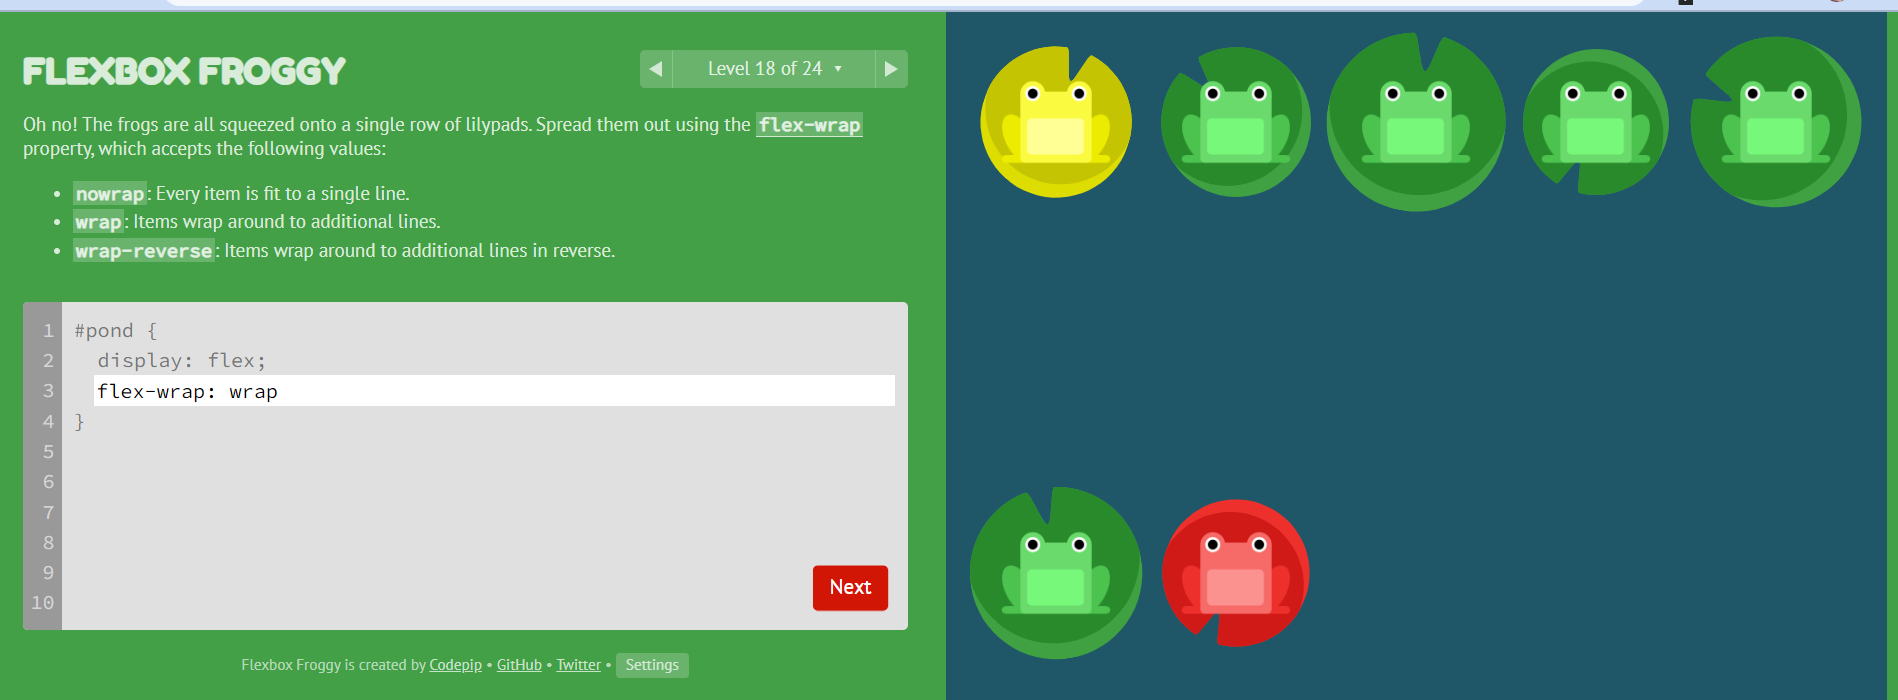 FLEXBOX FROGGY
◀ Level 18 of 24 ▼ ▶
Oh no! The frogs are all squeezed onto a single row of lilypads. Spread them out using the flex-wrap
property, which accepts the following values:
• nowrap: Every item is fit to a single line.
• wrap: Items wrap around to additional lines.
• wrap-reverse: Items wrap around to additional lines in reverse.
1 #pond {
2 display: flex;
3 flex-wrap: wrap
4 }
5
6
7
8
9
10
Next
Flexbox Froggy is created by Codepip • GitHub • Twitter • Settings